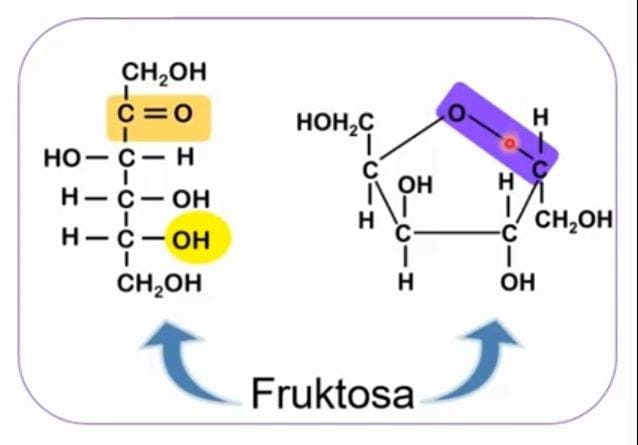 CH₂OH
C=O
HO-C-H
H-C-OH
H-C-OH
CH₂OH
O H
HOH₂C
C OH H C
H C C CH₂OH
H OH
Fruktosa